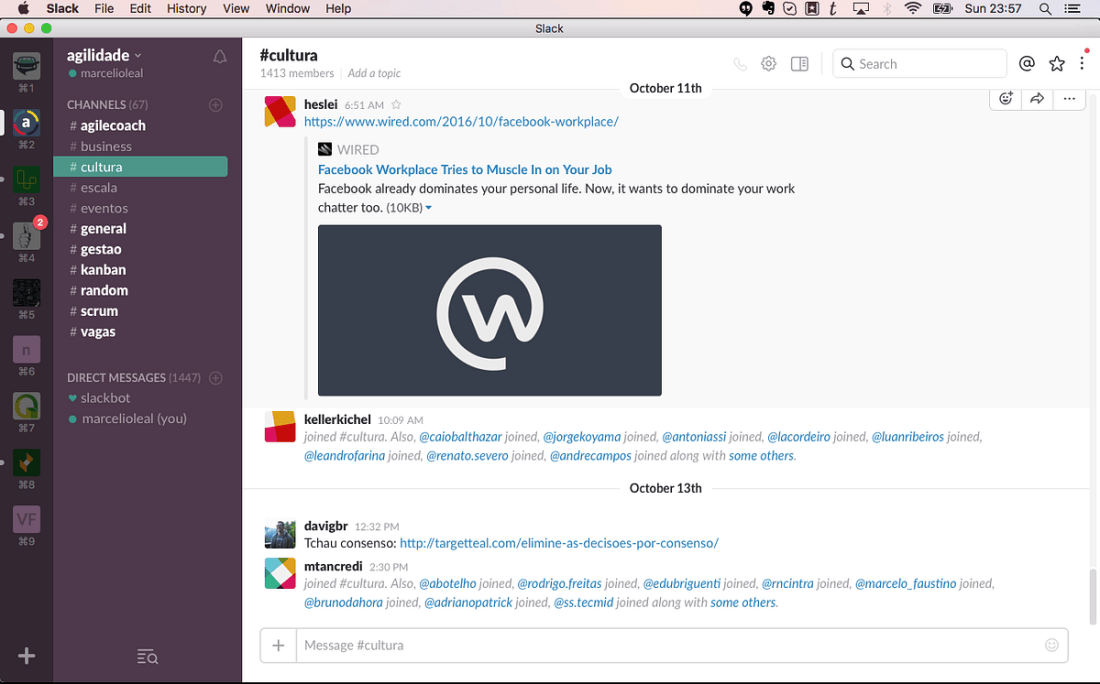 Slack File Edit History View Window Help Sun 23:57
Slack
⌘1
⌘2
⌘3
2
⌘4
⌘5
n
⌘6
⌘7
⌘8
VF
⌘9
agilidade
marcelioleal
CHANNELS (67)
# agilecoach
# business
# cultura
# escala
# eventos
# general
# gestao
# kanban
# random
# scrum
# vagas
DIRECT MESSAGES (1447)
slackbot
marcelioleal (you)
#cultura
1413 members | Add a topic
Search
October 11th
heslei 6:51 AM
https://www.wired.com/2016/10/facebook-workplace/
WIRED
Facebook Workplace Tries to Muscle In on Your Job
Facebook already dominates your personal life. Now, it wants to dominate your work
chatter too. (10KB)
kellerkichel 10:09 AM
joined #cultura. Also, @caiobalthazar joined, @jorgekoyama joined, @antoniassi joined, @lacordeiro joined, @luanribeiros joined,
@leandrofarina joined, @renato.severo joined, @andrecampos joined along with some others.
October 13th
davigbr 12:32 PM
Tchau consenso: http://targetteal.com/elimine-as-decisoes-por-consenso/
mtancredi 2:30 PM
joined #cultura. Also, @abotelho joined, @rodrigo.freitas joined, @edubriguenti joined, @rncintra joined, @marcelo_faustino joined,
@brunodahora joined, @adrianopatrick joined, @ss.tecmid joined along with some others.
Message #cultura